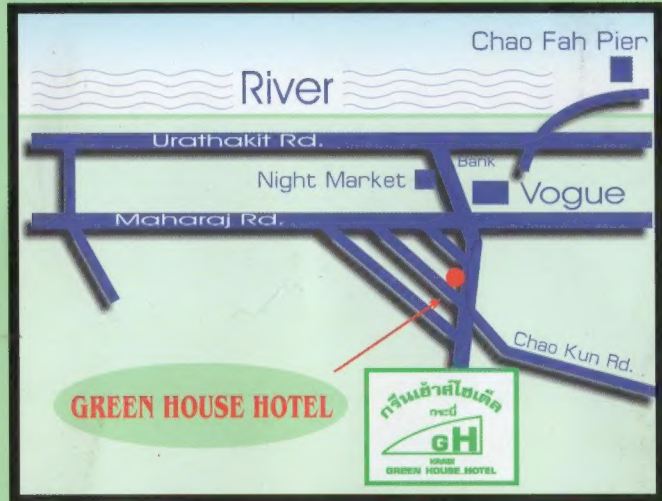 Chao Fah Pier
River
Urathakit Rd.
Bank
Night Market
Vogue
Maharaj Rd.
Chao Kun Rd.
GREEN HOUSE HOTEL
กรีนเฮ้าส์โฮเต็ล
กระบี่
GH
KRABI
GREEN HOUSE HOTEL